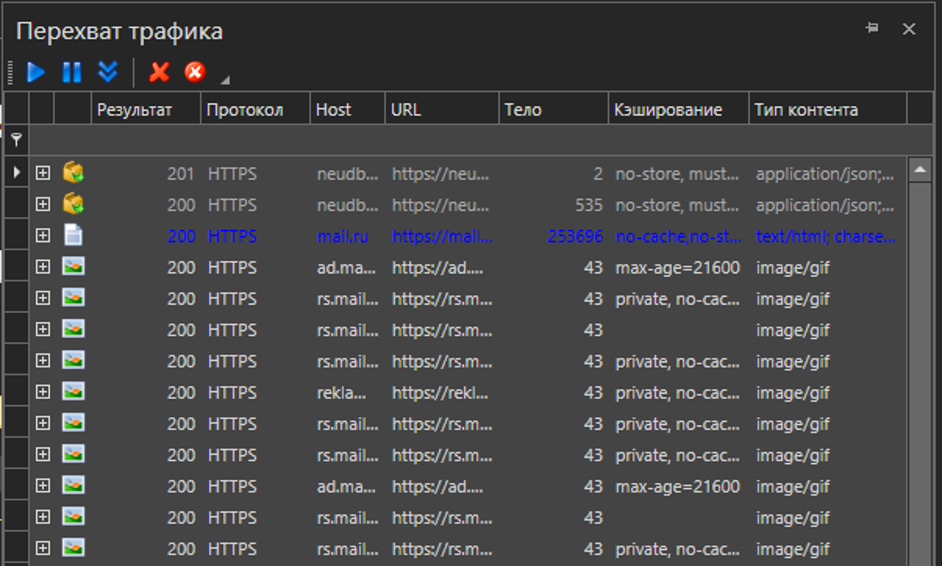 Перехват трафика
Результат Протокол Host URL Тело Кэширование Тип контента
201 HTTPS neudb... https://neu... 2 no-store, must... application/json;...
200 HTTPS neudb... https://neu... 535 no-store, must... application/json;...
200 HTTPS mail.ru https://mail... 253696 no-cache,no-st... text/html; charse...
200 HTTPS ad.ma... https://ad.... 43 max-age=21600 image/gif
200 HTTPS rs.mail... https://rs.m... 43 private, no-cac... image/gif
200 HTTPS rs.mail... https://rs.m... 43 image/gif
200 HTTPS rs.mail... https://rs.m... 43 private, no-cac... image/gif
200 HTTPS rekla... https://rekl... 43 private, no-cac... image/gif
200 HTTPS rs.mail... https://rs.m... 43 private, no-cac... image/gif
200 HTTPS rs.mail... https://rs.m... 43 private, no-cac... image/gif
200 HTTPS ad.ma... https://ad.... 43 max-age=21600 image/gif
200 HTTPS rs.mail... https://rs.m... 43 image/gif
200 HTTPS rs.mail... https://rs.m... 43 private, no-cac... image/gif